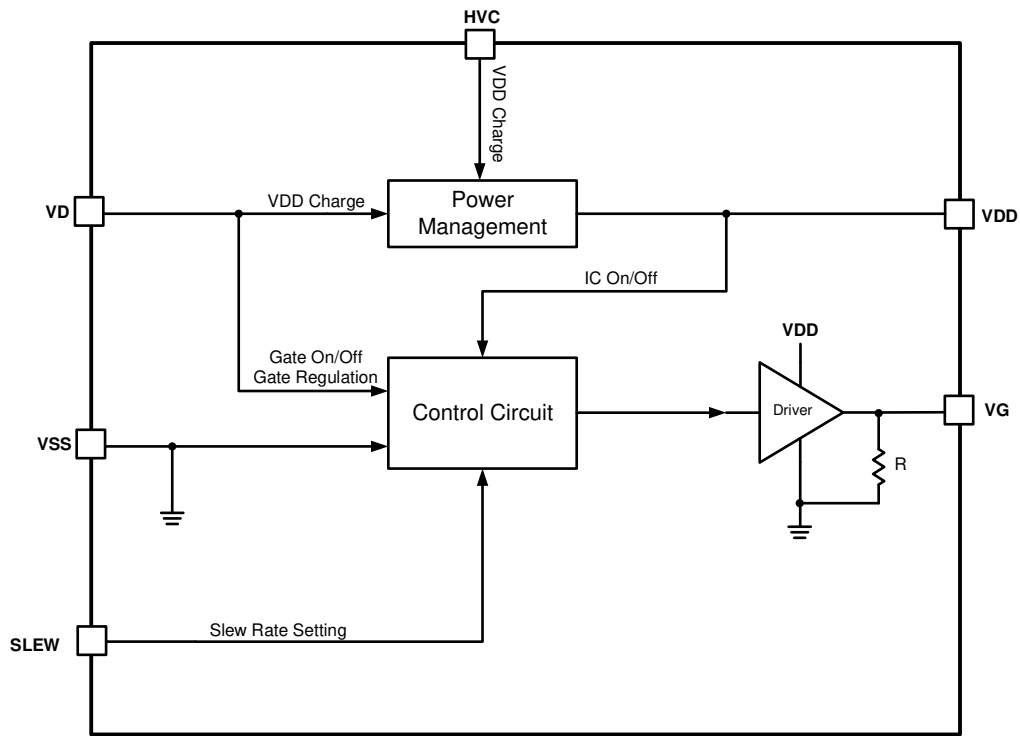 HVC
VDD Charge
VD
VDD Charge
Power
Management
VDD
IC On/Off
VDD
Gate On/Off
Gate Regulation
Control Circuit
Driver
VG
VSS
R
SLEW
Slew Rate Setting